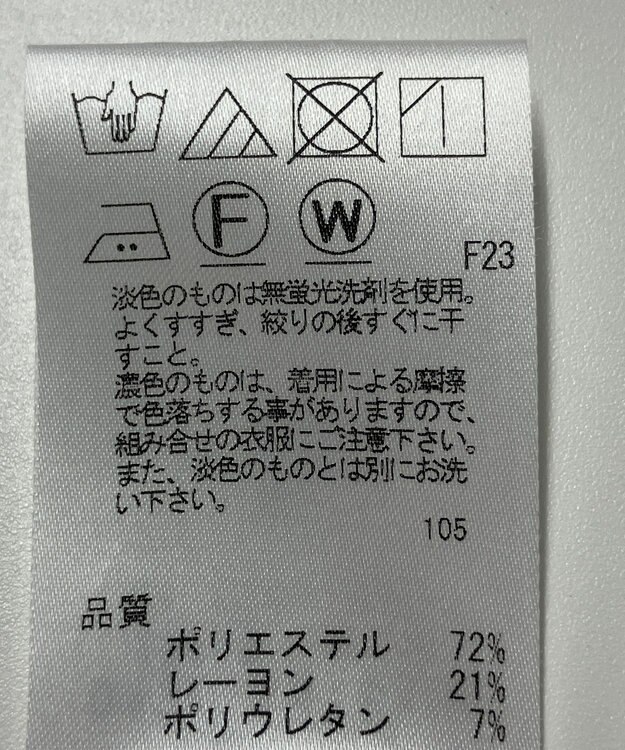 F
W
F23
淡色のものは無蛍光洗剤を使用。
よくすすぎ、絞りの後すぐに干
すこと。
濃色のものは、着用による摩擦
で色落ちする事がありますので、
組み合せの衣服にご注意下さい。
また、淡色のものとは別にお洗
い下さい。
105
品質
ポリエステル 72%
レーヨン 21%
ポリウレタン 7%